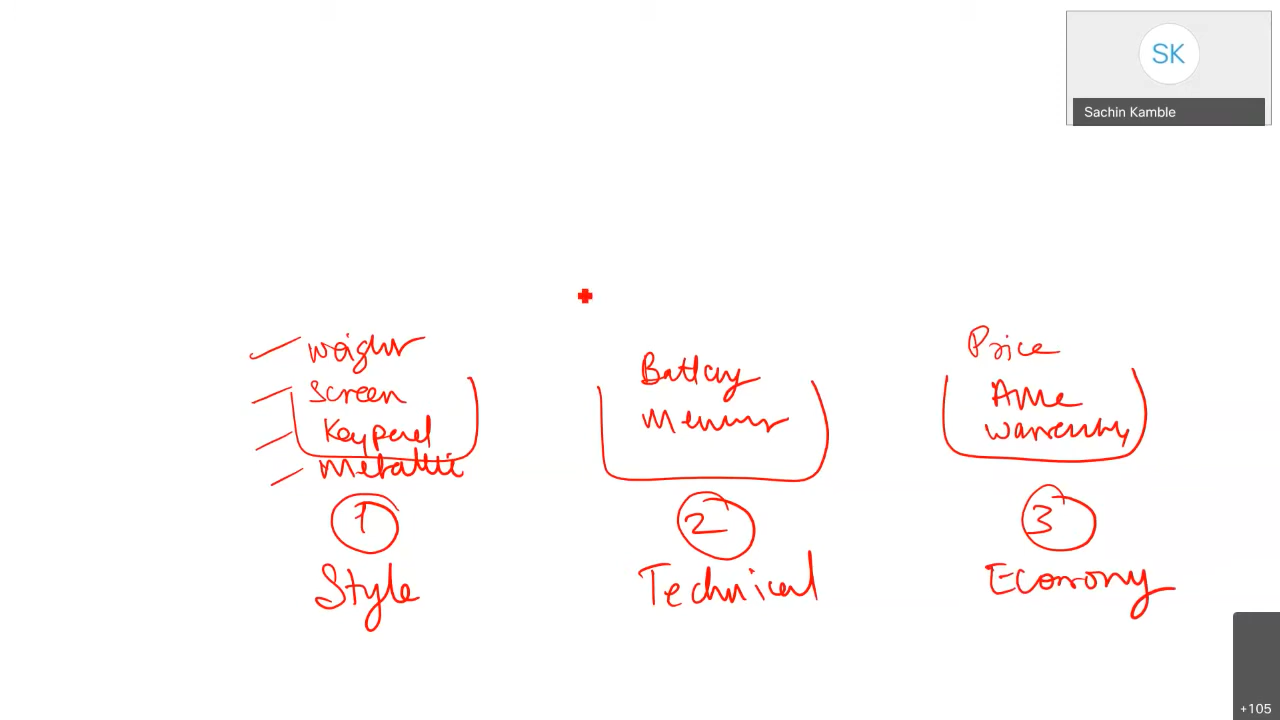 SK
Sachin Kamble
weight
screen
Keypad
Metallic
1
Style
Battery
Memory
2
Technical
Price
AMC
Warranty
3
Economy
+105